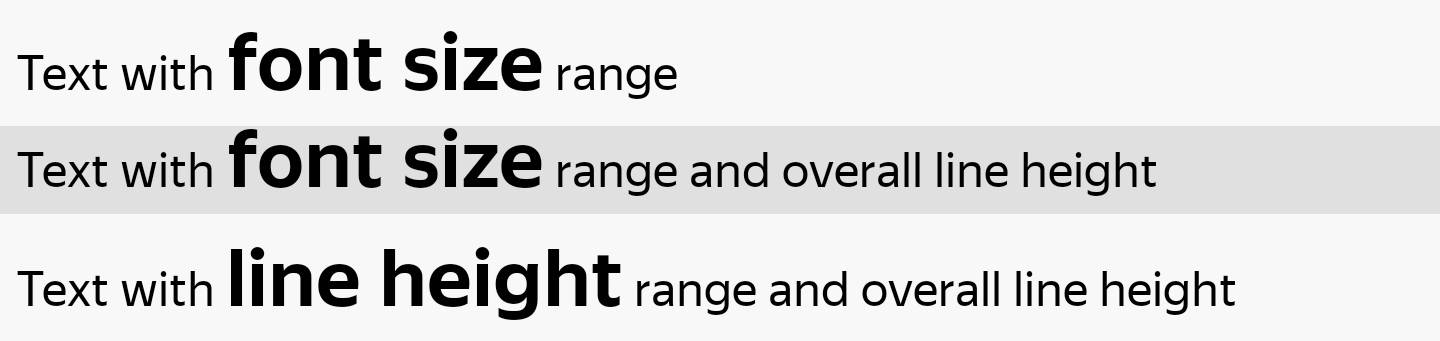 Text with font size range
Text with font size range and overall line height
Text with line height range and overall line height